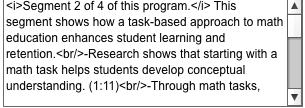 <i>Segment 2 of 4 of this program.</i> This
segment shows how a task-based approach to math
education enhances student learning and
retention.<br/>-Research shows that starting with a
math task helps students develop conceptual
understanding. (1:11)<br/>-Through math tasks,